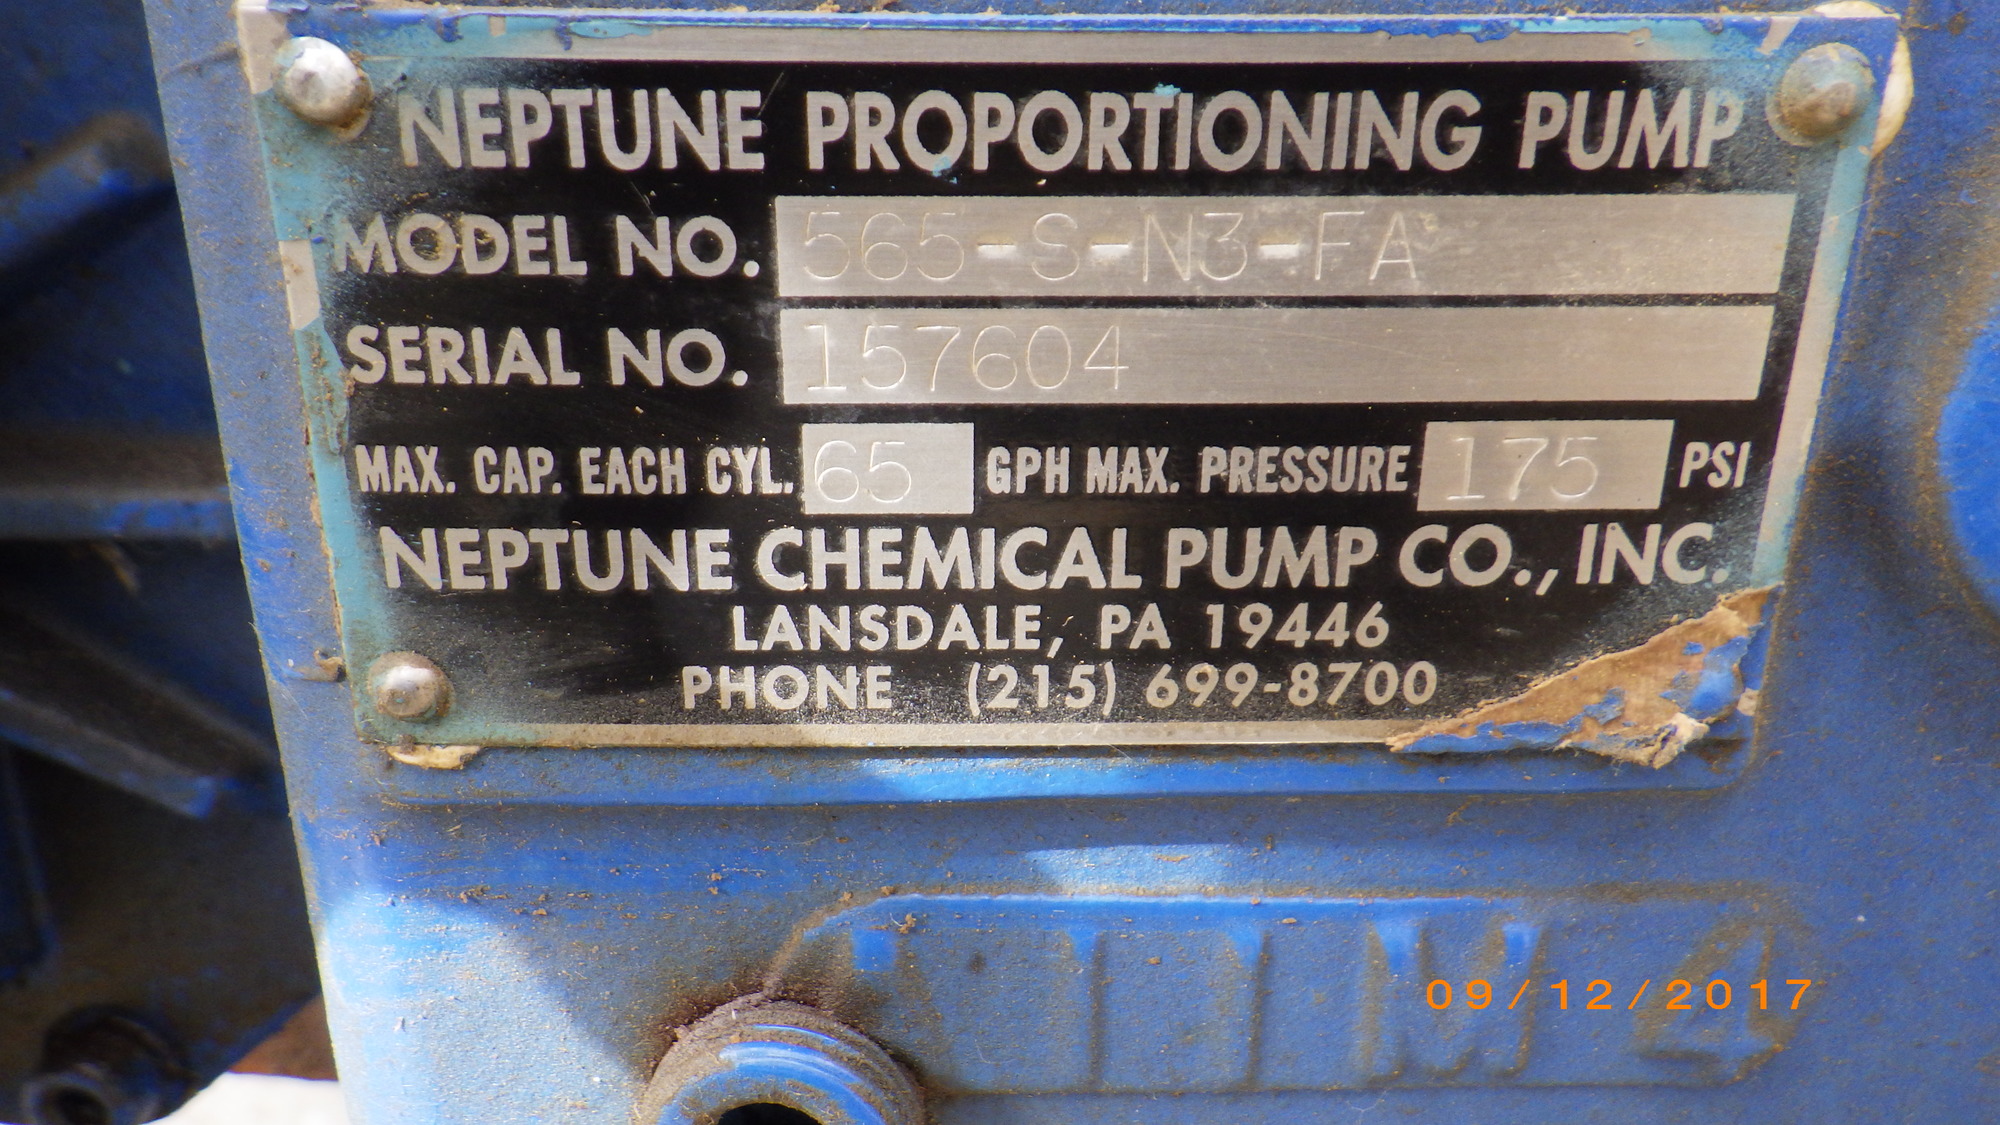 NEPTUNE PROPORTIONING PUMP
MODEL NO. 565-S-N3-FA
SERIAL NO. 157604
MAX. CAP. EACH CYL. 65 GPH MAX. PRESSURE 175 PSI
NEPTUNE CHEMICAL PUMP CO., INC.
LANSDALE, PA 19446
PHONE (215) 699-8700
09/12/2017